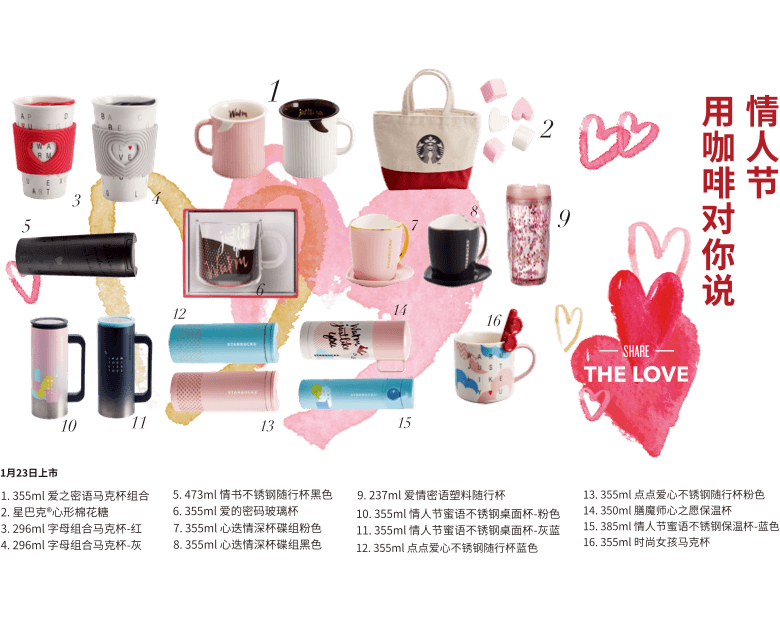 情人节
用咖啡对你说
1
2
3
4
5
6
7
8
9
10
11
12
13
14
15
16
Warm
STARBUCKS
STARBUCKS
Warm
just like
you
SHARE
THE LOVE
1月23日上市
1. 355ml 爱之密语马克杯组合
2. 星巴克®心形棉花糖
3. 296ml 字母组合马克杯-红
4. 296ml 字母组合马克杯-灰
5. 473ml 情书不锈钢随行杯黑色
6. 355ml 爱的密码玻璃杯
7. 355ml 心迭情深杯碟组粉色
8. 355ml 心迭情深杯碟组黑色
9. 237ml 爱情密语塑料随行杯
10. 355ml 情人节蜜语不锈钢桌面杯-粉色
11. 355ml 情人节蜜语不锈钢桌面杯-灰蓝
12. 355ml 点点爱心不锈钢随行杯蓝色
13. 355ml 点点爱心不锈钢随行杯粉色
14. 350ml 膳魔师心之愿保温杯
15. 385ml 情人节蜜语不锈钢保温杯-蓝色
16. 355ml 时尚女孩马克杯